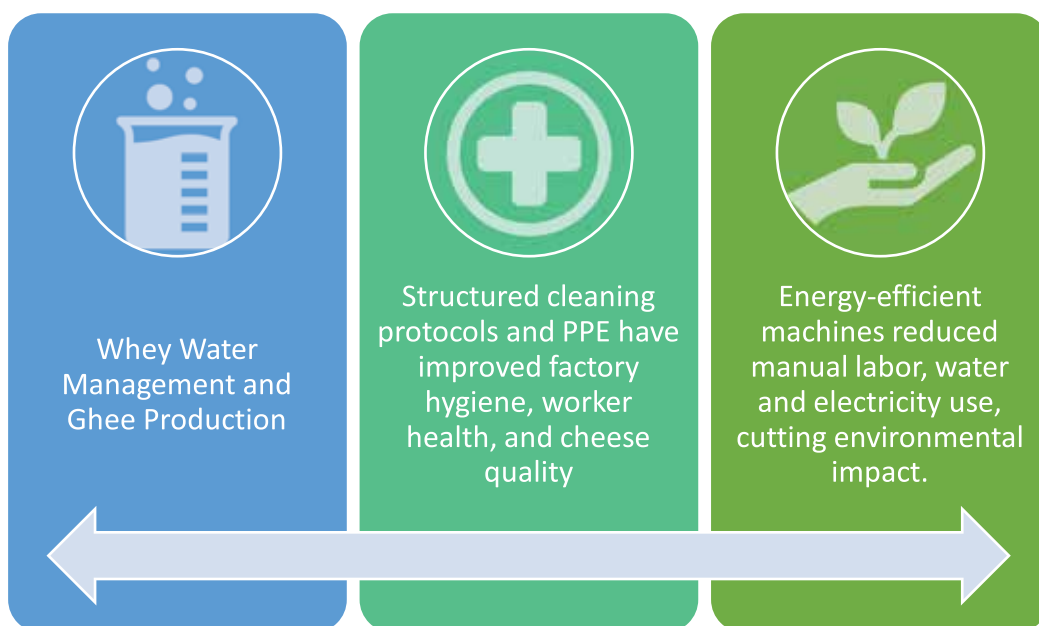 Whey Water
Management and
Ghee Production
Structured cleaning
protocols and PPE have
improved factory
hygiene, worker
health, and cheese
quality
Energy-efficient
machines reduced
manual labor, water
and electricity use,
cutting environmental
impact.